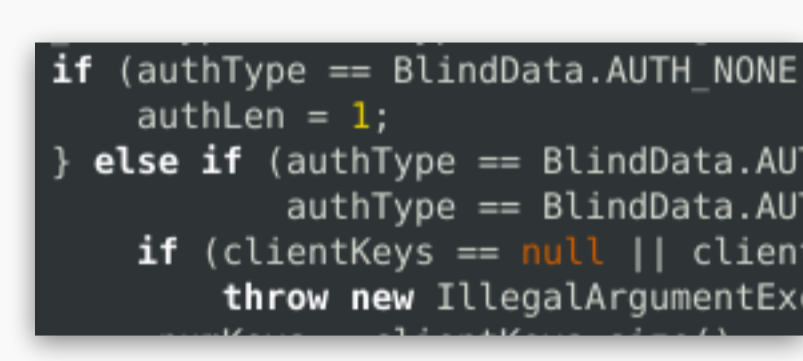 if (authType == BlindData.AUTH_NONE
authLen = 1;
} else if (authType == BlindData.AU
authType == BlindData.AU
if (clientKeys == null || client
throw new IllegalArgumentEx